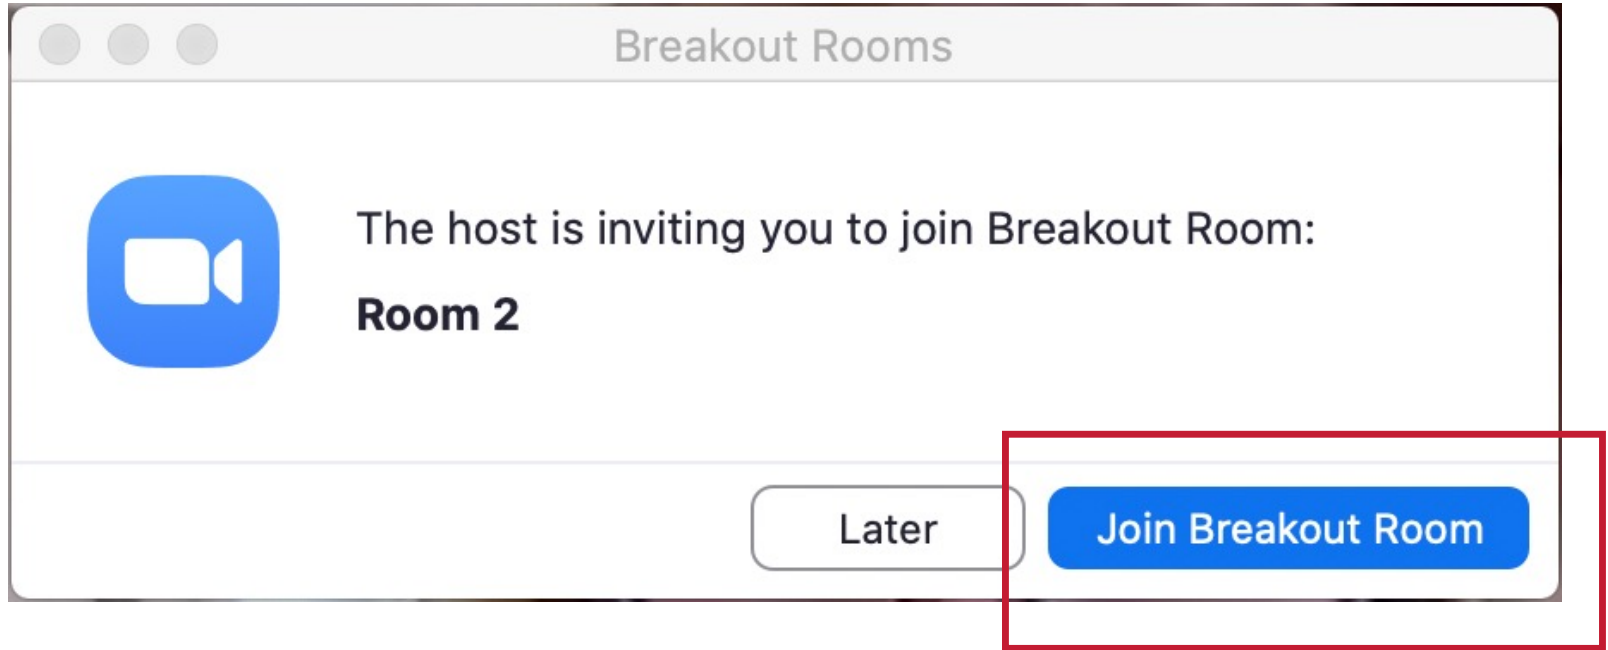 Breakout Rooms
The host is inviting you to join Breakout Room:
Room 2
Later
Join Breakout Room